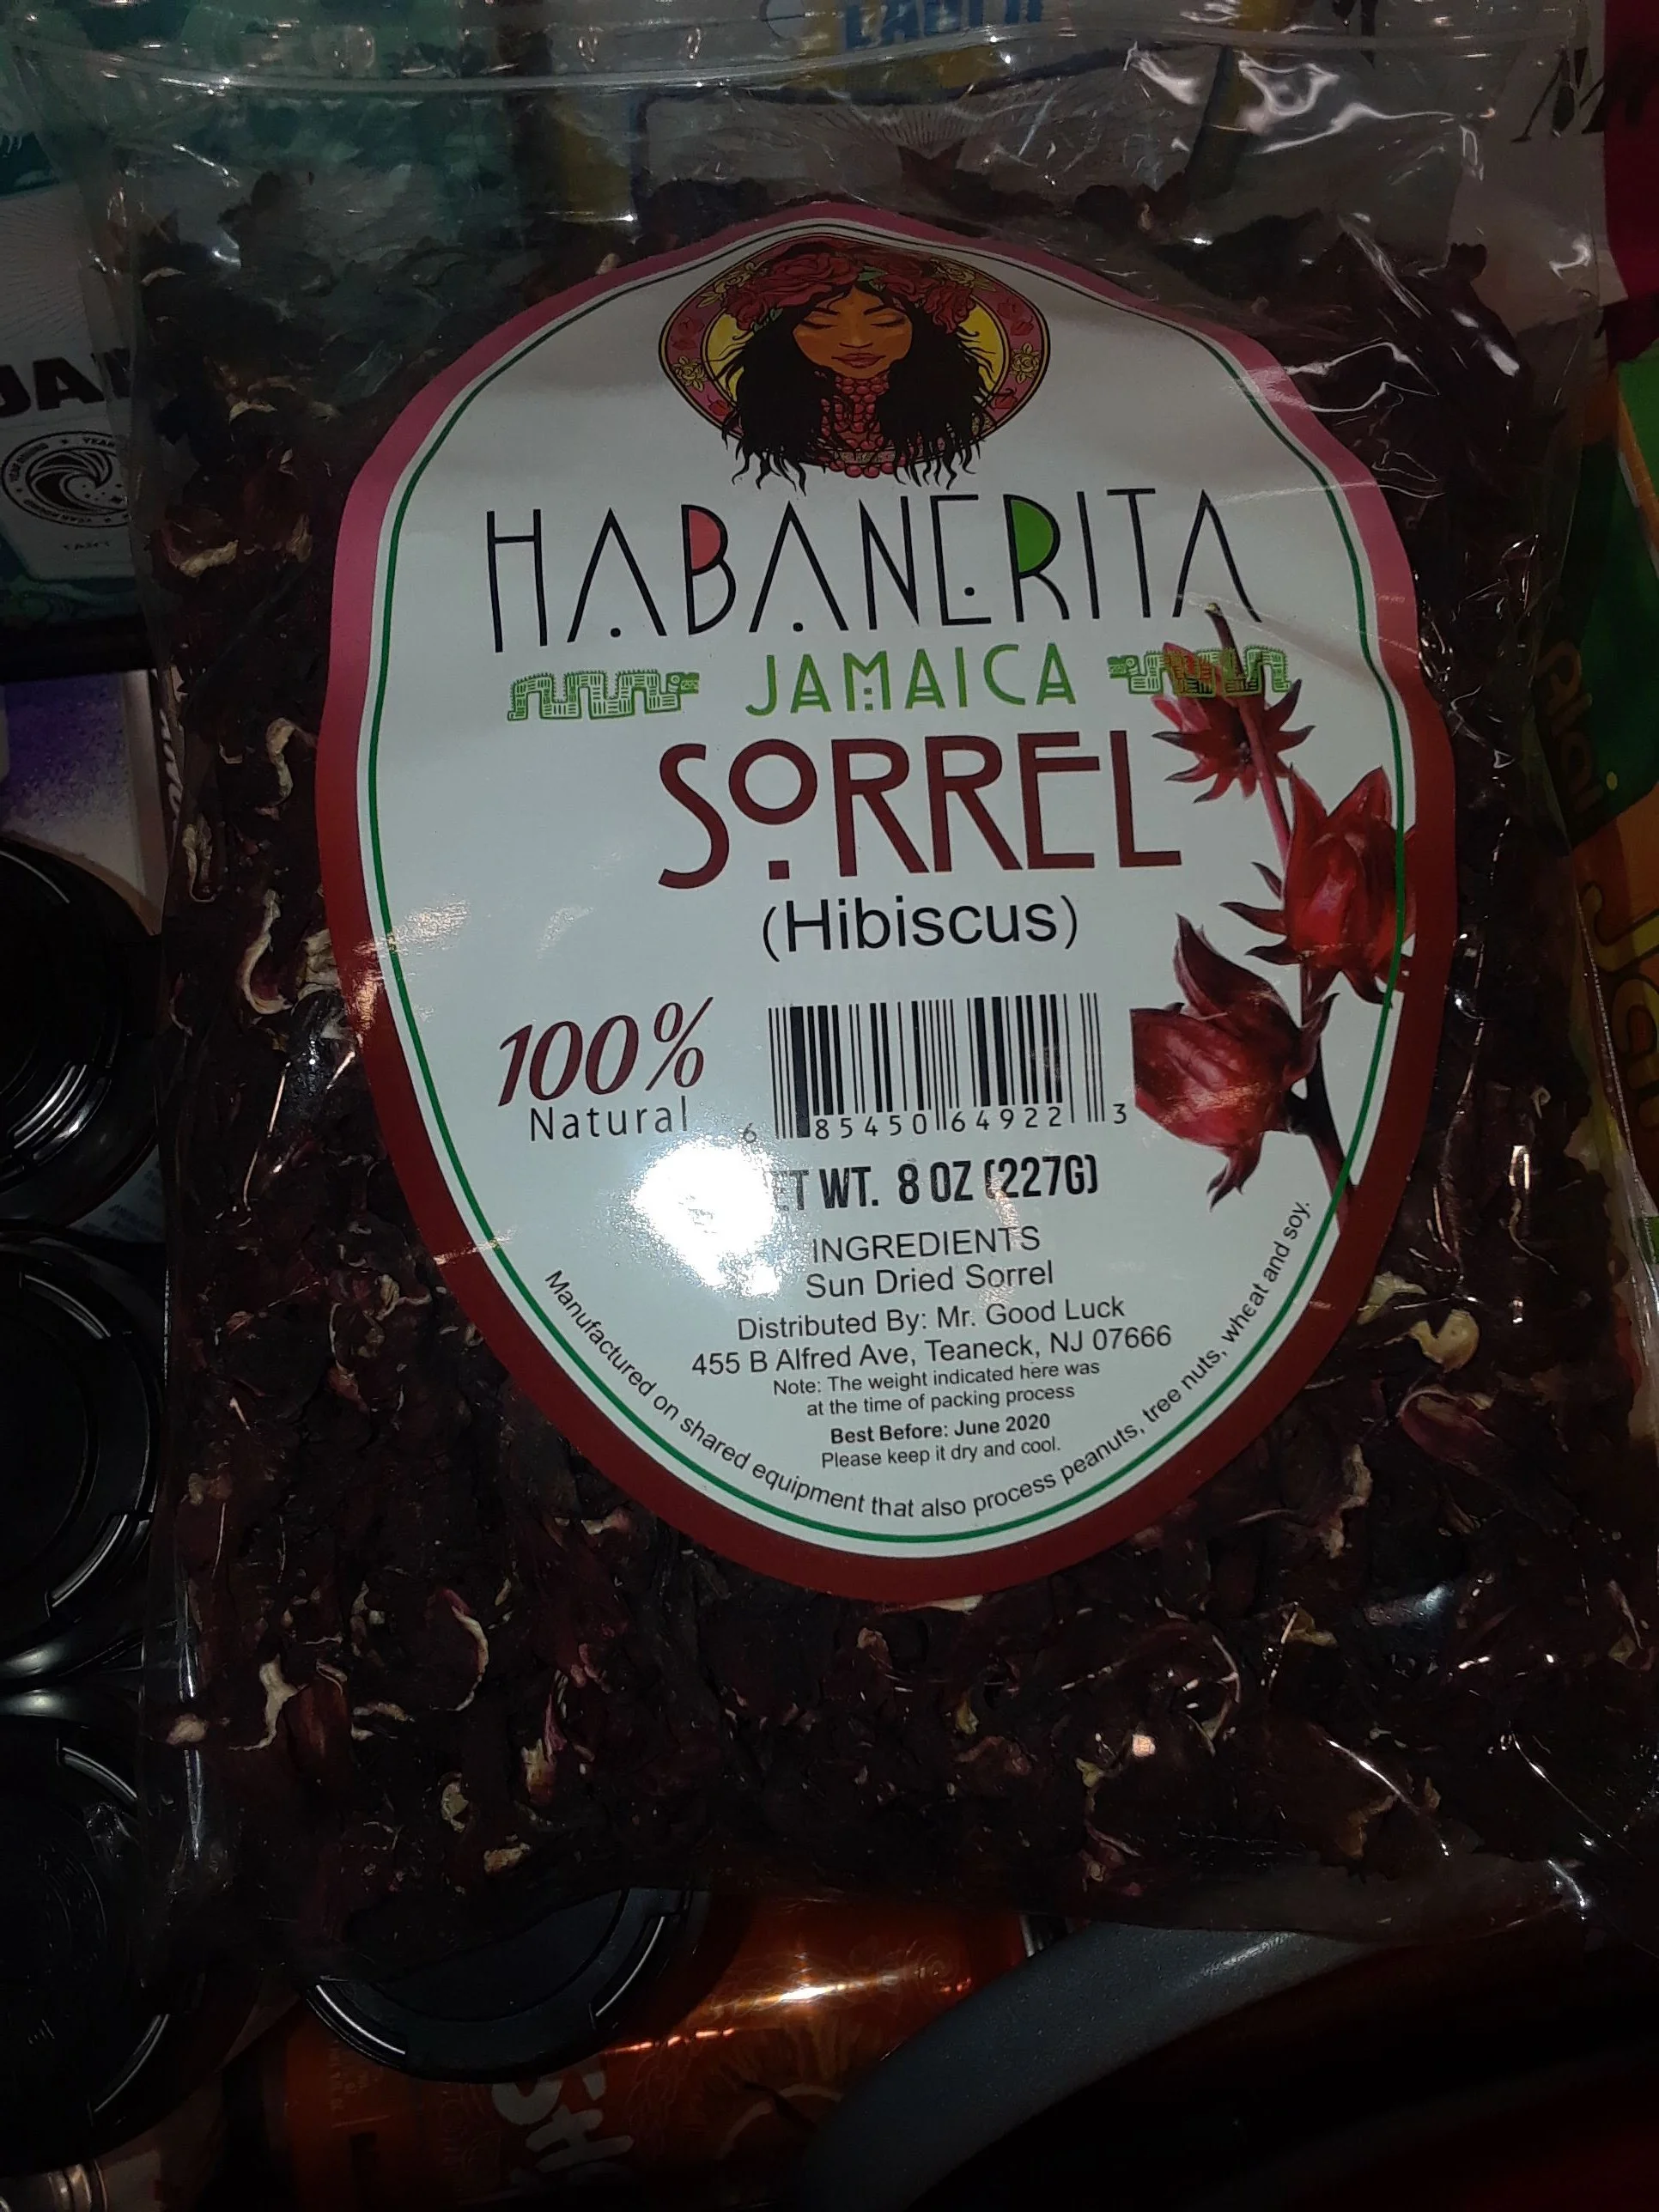 HABANERITA
JAMAICA
SORREL
(Hibiscus)
100%
Natural
6 85450 64922 3
WT. 8 OZ (227G)
INGREDIENTS
Sun Dried Sorrel
Distributed By: Mr. Good Luck
455 B Alfred Ave, Teaneck, NJ 07666
Note: The weight indicated here was
at the time of packing process
Best Before: June 2020
Please keep it dry and cool.
Manufactured on shared equipment that also process peanuts, tree nuts, wheat and soy.